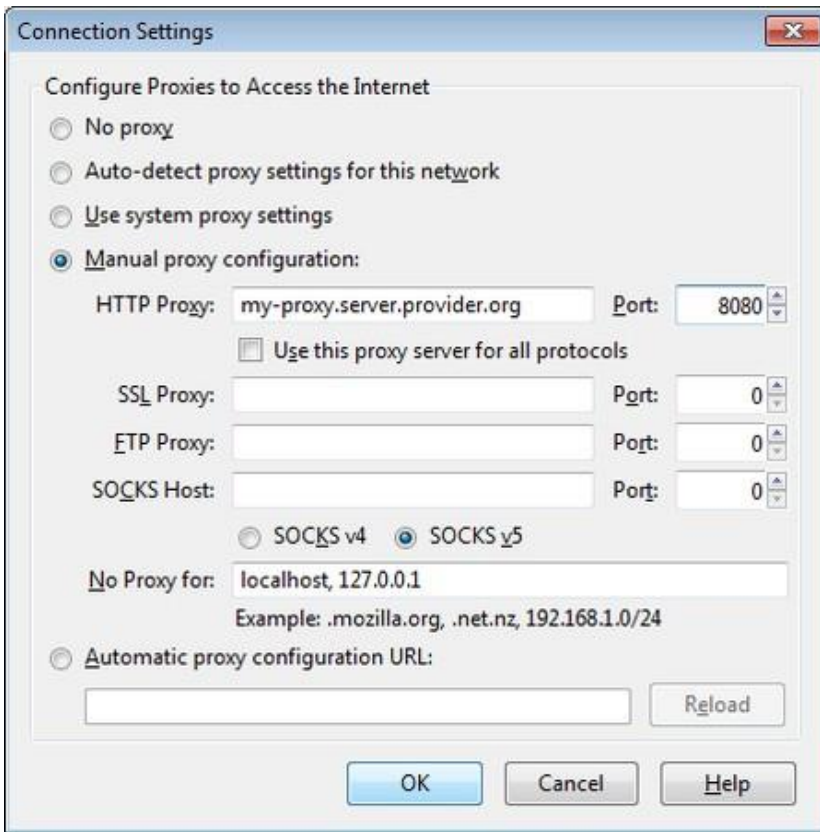 Connection Settings
Configure Proxies to Access the Internet
No proxy
Auto-detect proxy settings for this network
Use system proxy settings
Manual proxy configuration:
HTTP Proxy: my-proxy.server.provider.org Port: 8080
Use this proxy server for all protocols
SSL Proxy: Port: 0
FTP Proxy: Port: 0
SOCKS Host: Port: 0
SOCKS v4 SOCKS v5
No Proxy for: localhost, 127.0.0.1
Example: .mozilla.org, .net.nz, 192.168.1.0/24
Automatic proxy configuration URL:
Reload
OK Cancel Help